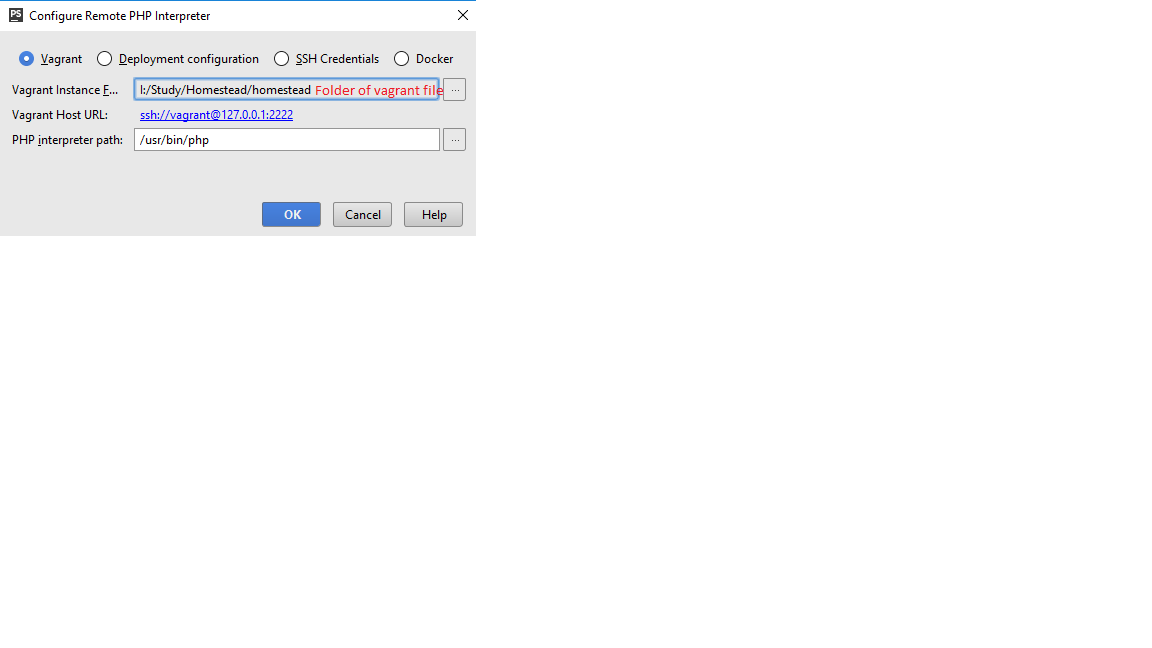 PS Configure Remote PHP Interpreter
Vagrant Deployment configuration SSH Credentials Docker
Vagrant Instance F... I:/Study/Homestead/homestead Folder of vagrant file ...
Vagrant Host URL: ssh://vagrant@127.0.0.1:2222
PHP interpreter path: /usr/bin/php ...
OK Cancel Help